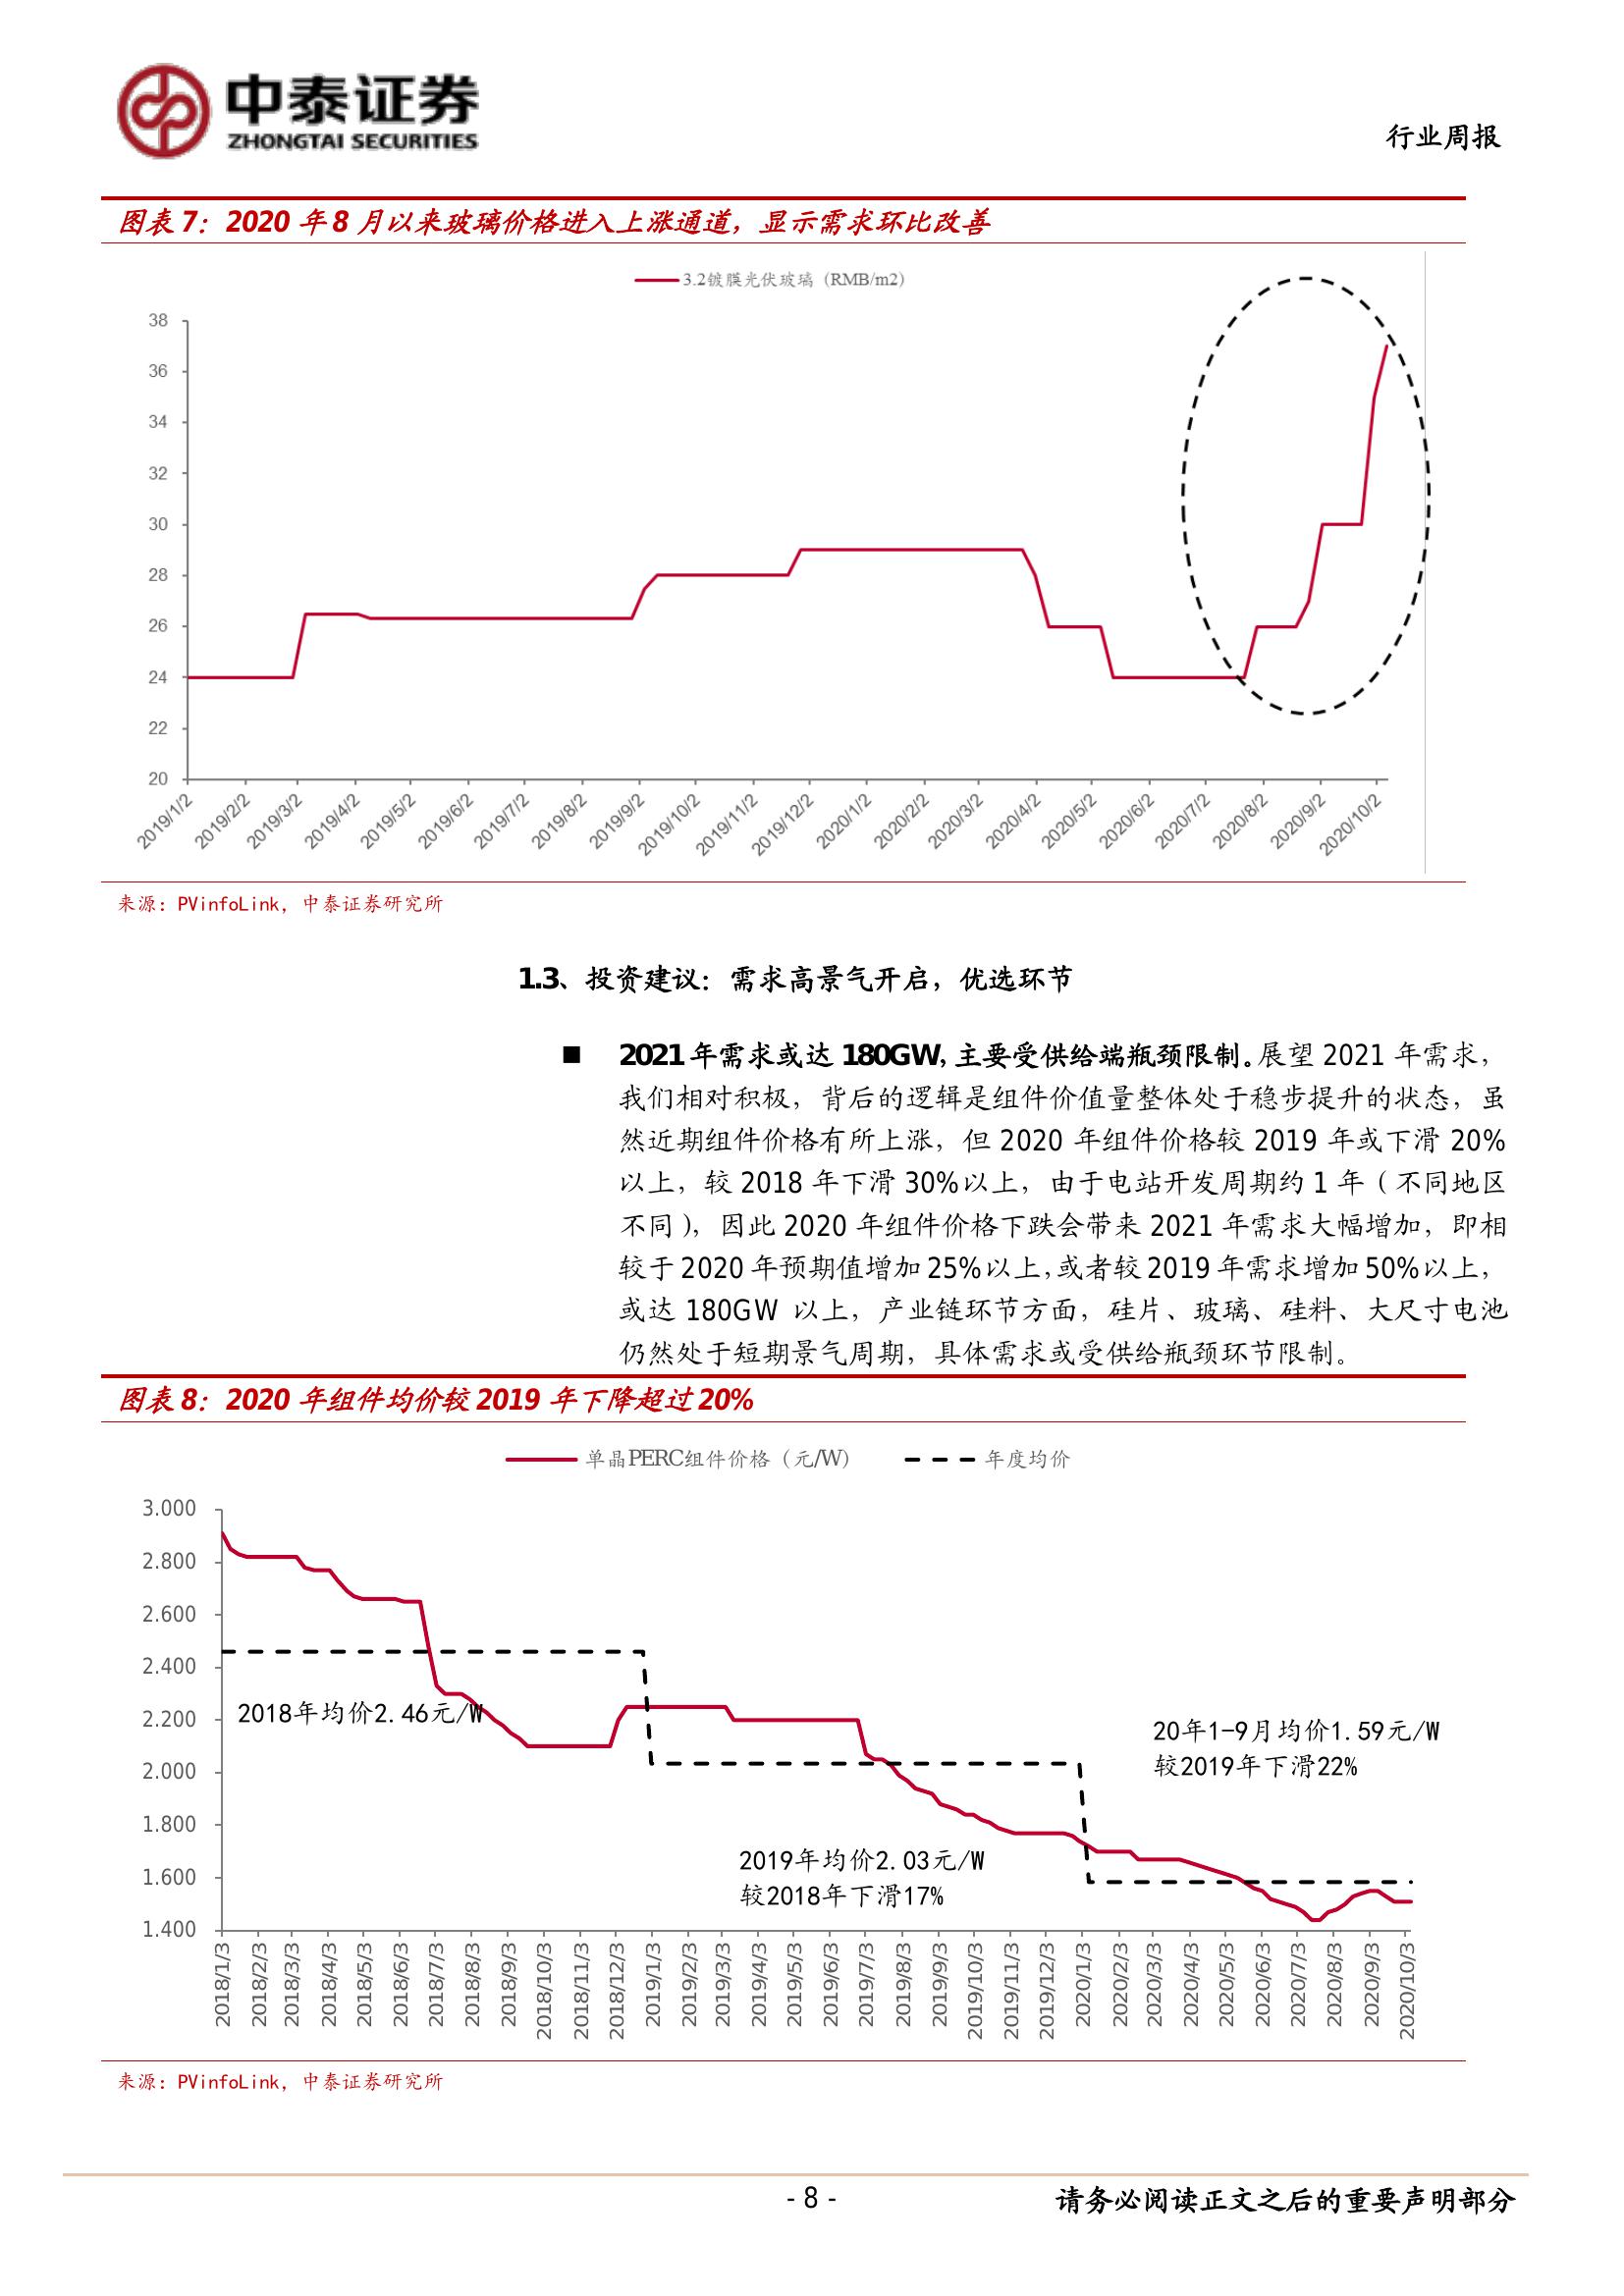 中泰证券
ZHONGTAI SECURITIES
行业周报
图表 7：2020 年 8 月以来玻璃价格进入上涨通道，显示需求环比改善
3.2镀膜光伏玻璃（RMB/m2）
38
36
34
32
30
28
26
24
22
20
2019/1/2 2019/2/2 2019/3/2 2019/4/2 2019/5/2 2019/6/2 2019/7/2 2019/8/2 2019/9/2 2019/10/2 2019/11/2 2019/12/2 2020/1/2 2020/2/2 2020/3/2 2020/4/2 2020/5/2 2020/6/2 2020/7/2 2020/8/2 2020/9/2 2020/10/2
来源：PVinfoLink，中泰证券研究所
1.3、投资建议：需求高景气开启，优选环节
■ 2021 年需求或达 180GW，主要受供给端瓶颈限制。展望 2021 年需求，
我们相对积极，背后的逻辑是组件价值量整体处于稳步提升的状态，虽
然近期组件价格有所上涨，但 2020 年组件价格较 2019 年或下滑 20%
以上，较 2018 年下滑 30%以上，由于电站开发周期约 1 年（不同地区
不同），因此 2020 年组件价格下跌会带来 2021 年需求大幅增加，即相
较于 2020 年预期值增加 25%以上，或者较 2019 年需求增加 50%以上，
或达 180GW 以上，产业链环节方面，硅片、玻璃、硅料、大尺寸电池
仍然处于短期景气周期，具体需求或受供给瓶颈环节限制。
图表 8：2020 年组件均价较 2019 年下降超过 20%
单晶PERC组件价格（元/W） 年度均价
3.000
2.800
2.600
2.400
2.200
2.000
1.800
1.600
1.400
2018年均价2.46元/W
20年1-9月均价1.59元/W
较2019年下滑22%
2019年均价2.03元/W
较2018年下滑17%
2018/1/3 2018/2/3 2018/3/3 2018/4/3 2018/5/3 2018/6/3 2018/7/3 2018/8/3 2018/9/3 2018/10/3 2018/11/3 2018/12/3 2019/1/3 2019/2/3 2019/3/3 2019/4/3 2019/5/3 2019/6/3 2019/7/3 2019/8/3 2019/9/3 2019/10/3 2019/11/3 2019/12/3 2020/1/3 2020/2/3 2020/3/3 2020/4/3 2020/5/3 2020/6/3 2020/7/3 2020/8/3 2020/9/3 2020/10/3
来源：PVinfoLink，中泰证券研究所
- 8 -
请务必阅读正文之后的重要声明部分